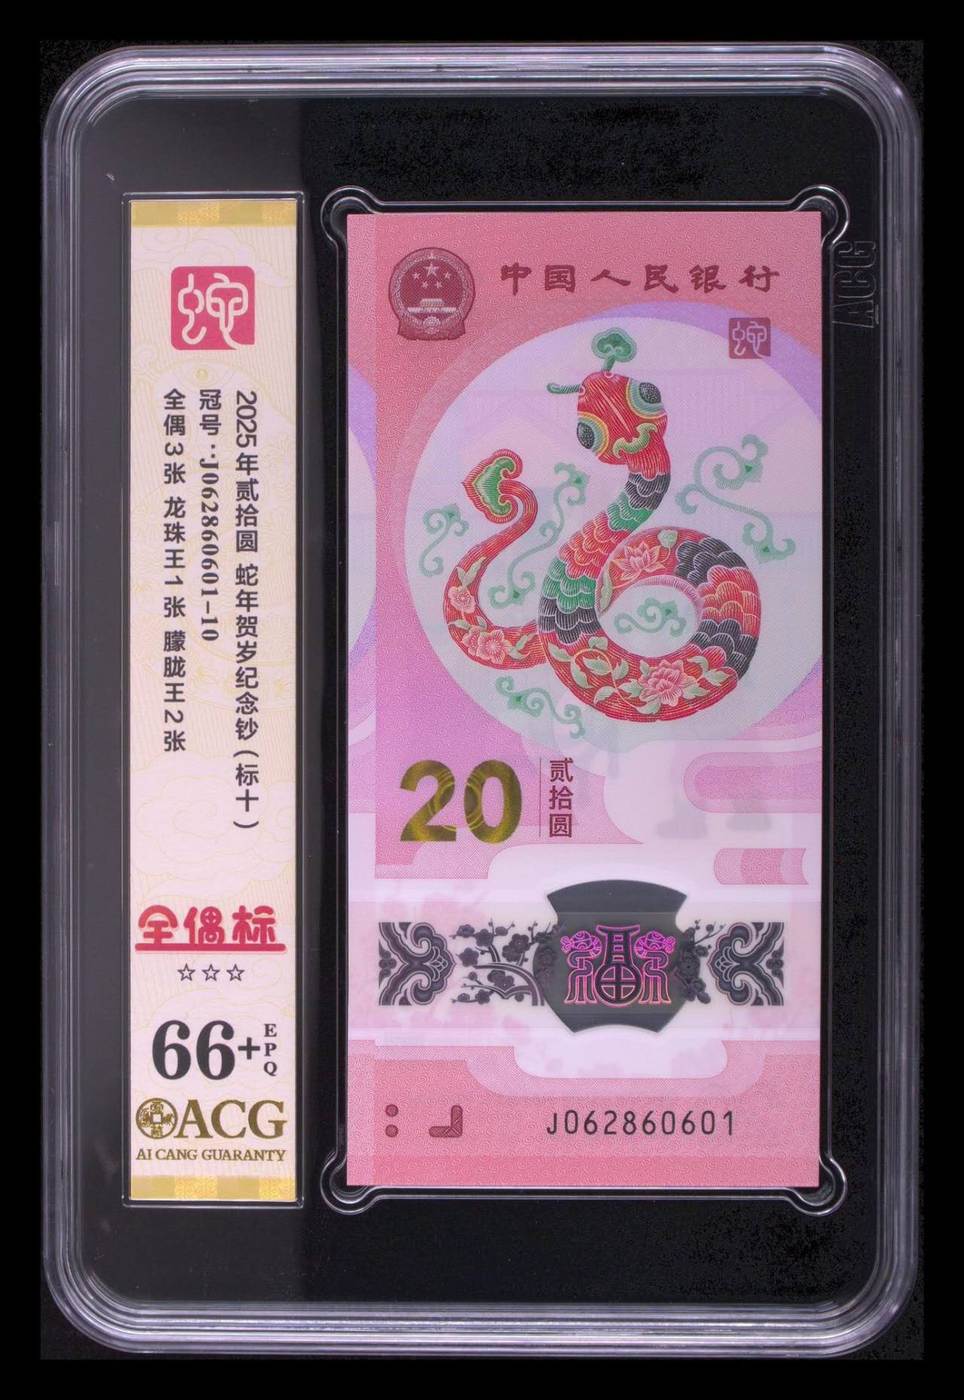 蛇
2025年贰拾圆 蛇年贺岁纪念钞(标十)
冠号:J062860601-10
全偶3张 龙珠王1张 朦胧王2张
全偶标
☆☆☆
66+
EPQ
ACG
AI CANG GUARANTY
中国人民银行
蛇
20
贰拾圆
福
J062860601
ACG